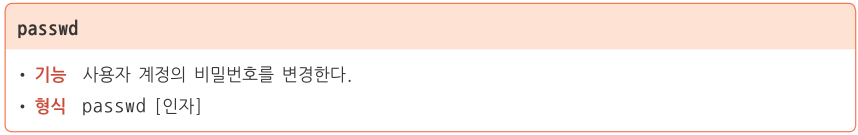 passwd
• 기능 사용자 계정의 비밀번호를 변경한다.
• 형식 passwd [인자]